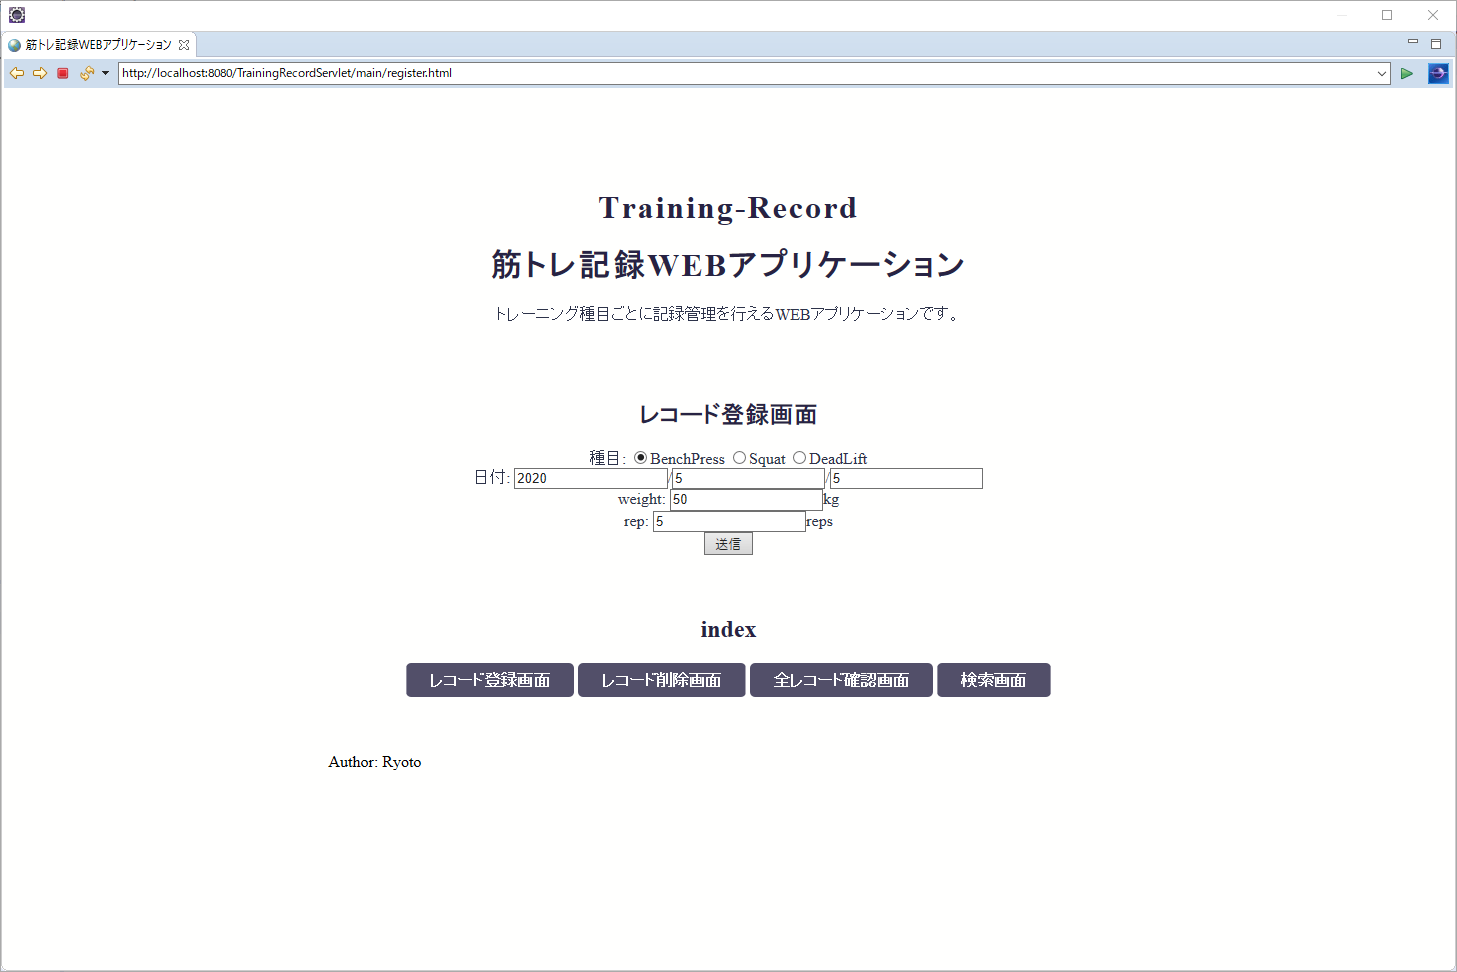 筋トレ記録WEBアプリケーション
http://localhost:8080/TrainingRecordServlet/main/register.html
Training-Record
筋トレ記録WEBアプリケーション
トレーニング種目ごとに記録管理を行えるWEBアプリケーションです。
レコード登録画面
種目: BenchPress Squat DeadLift
日付: 2020/5/5
weight: 50kg
rep: 5reps
送信
index
レコード登録画面 レコード削除画面 全レコード確認画面 検索画面
Author: Ryoto